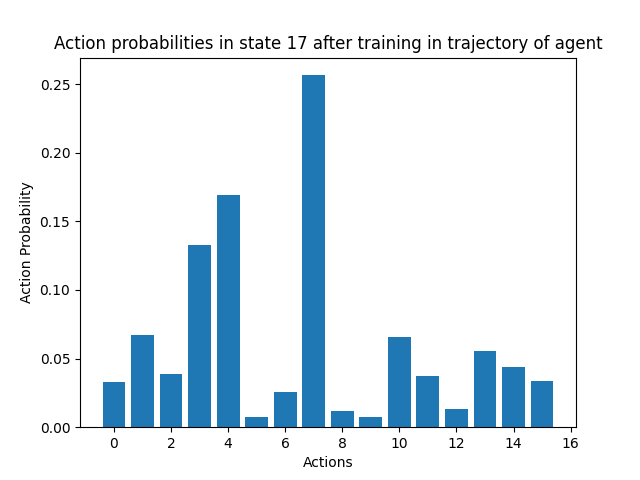 Action probabilities in state 17 after training in trajectory of agent
0.25
0.20
0.15
0.10
0.05
0.00
Action Probability
0 2 4 6 8 10 12 14 16
Actions